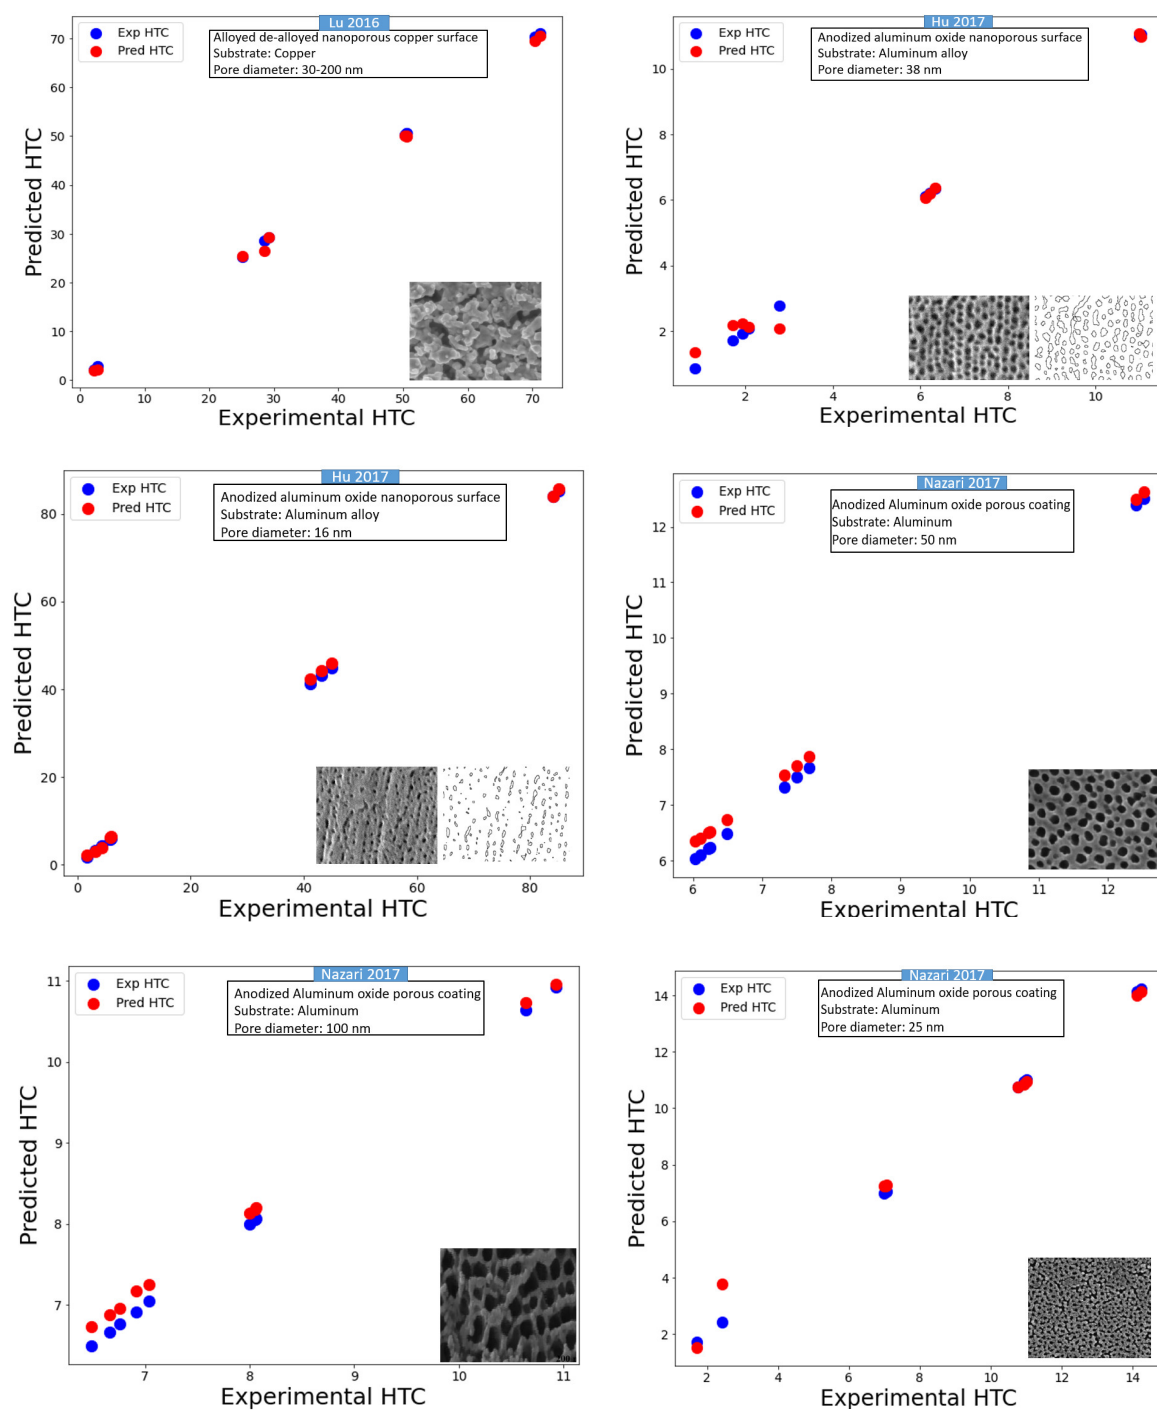 Lu 2016
Exp HTC
Pred HTC
Alloyed de-alloyed nanoporous copper surface
Substrate: Copper
Pore diameter: 30-200 nm
Predicted HTC
70
60
50
40
30
20
10
0
0 10 20 30 40 50 60 70
Experimental HTC
Hu 2017
Exp HTC
Pred HTC
Anodized aluminum oxide nanoporous surface
Substrate: Aluminum alloy
Pore diameter: 38 nm
Predicted HTC
10
8
6
4
2
2 4 6 8 10
Experimental HTC
Hu 2017
Exp HTC
Pred HTC
Anodized aluminum oxide nanoporous surface
Substrate: Aluminum alloy
Pore diameter: 16 nm
Predicted HTC
80
60
40
20
0
0 20 40 60 80
Experimental HTC
Nazari 2017
Exp HTC
Pred HTC
Anodized Aluminum oxide porous coating
Substrate: Aluminum
Pore diameter: 50 nm
Predicted HTC
12
11
10
9
8
7
6
6 7 8 9 10 11 12
Experimental HTC
Nazari 2017
Exp HTC
Pred HTC
Anodized Aluminum oxide porous coating
Substrate: Aluminum
Pore diameter: 100 nm
Predicted HTC
11
10
9
8
7
7 8 9 10 11
Experimental HTC
Nazari 2017
Exp HTC
Pred HTC
Anodized Aluminum oxide porous coating
Substrate: Aluminum
Pore diameter: 25 nm
Predicted HTC
14
12
10
8
6
4
2
2 4 6 8 10 12 14
Experimental HTC